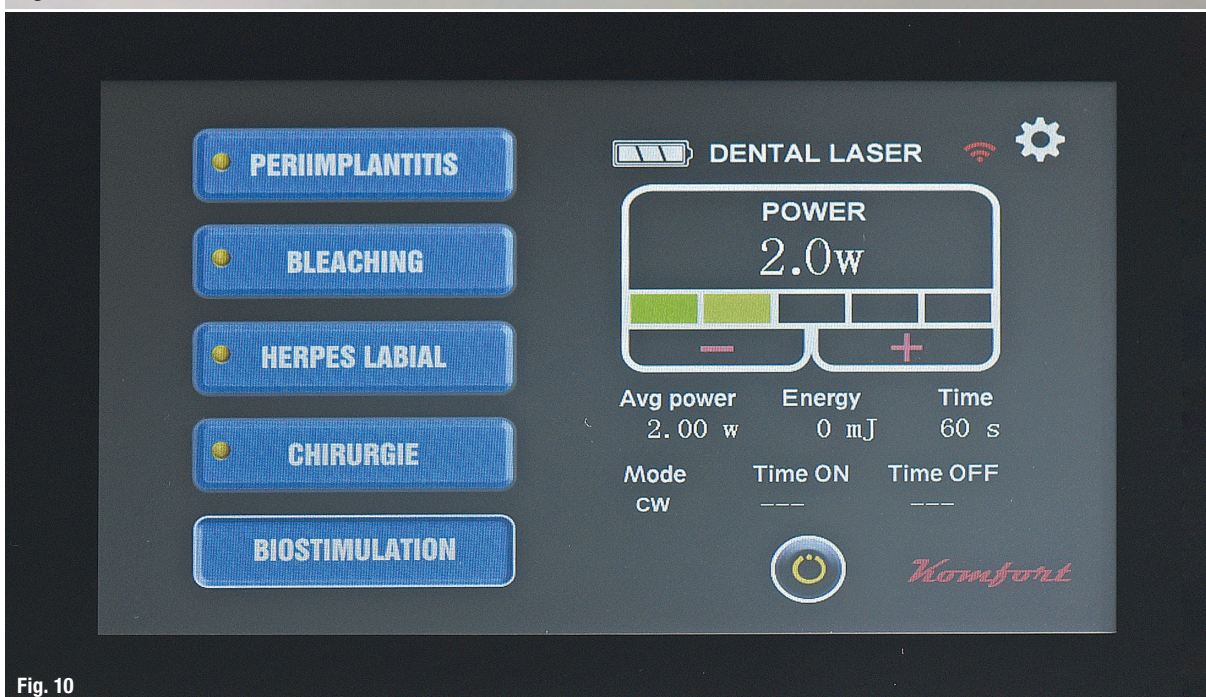 PERIIMPLANTITIS
BLEACHING
HERPES LABIAL
CHIRURGIE
BIOSTIMULATION
DENTAL LASER
POWER
2.0w
Avg power Energy Time
2.00 w 0 mJ 60 s
Mode Time ON Time OFF
CW --- ---
Komfort
Fig. 10